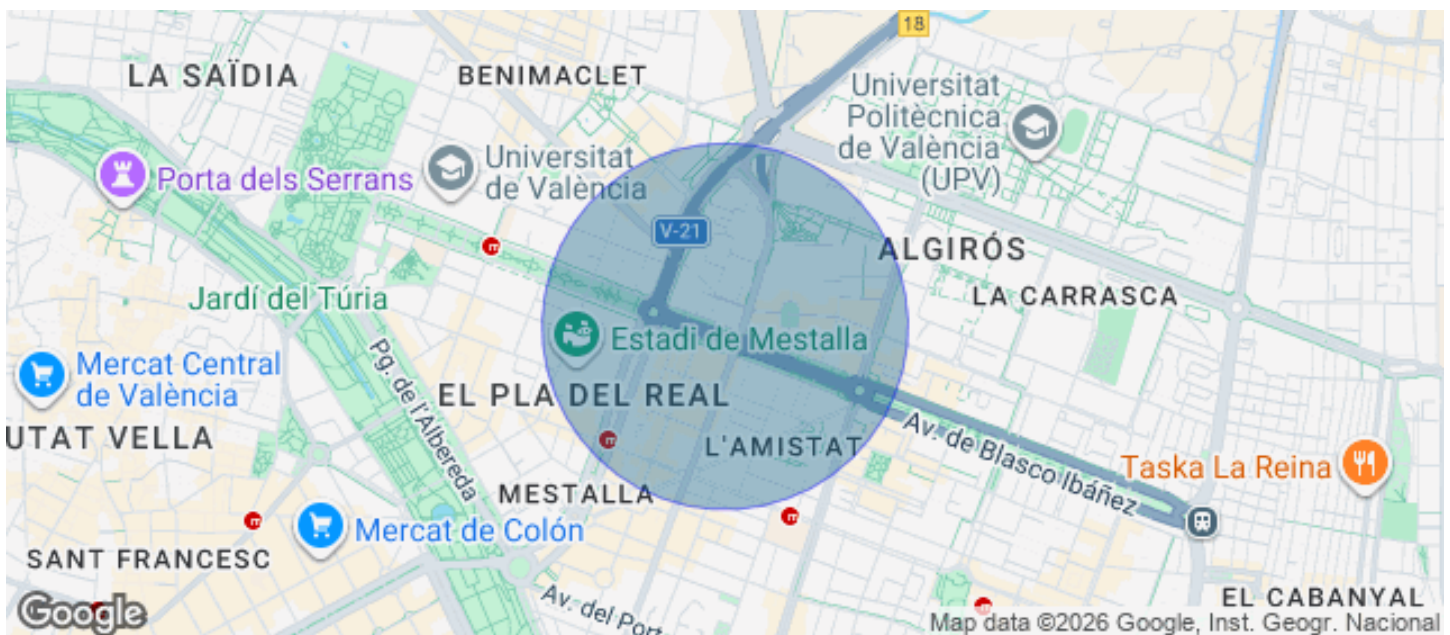 18
LA SAÏDIA
BENIMACLET
Universitat
Politècnica
de València
(UPV)
Porta dels Serrans
Universitat
de València
V-21
ALGIRÓS
LA CARRASCA
Jardí del Túria
Estadi de Mestalla
Mercat Central
de València
Pg. de l'Albereda
EL PLA DEL REAL
UTAT VELLA
L'AMISTAT
Av. de Blasco Ibáñez
Taska La Reina
MESTALLA
Mercat de Colón
SANT FRANCESC
Av. del Port
EL CABANYAL
Google
Map data ©2026 Google, Inst. Geogr. Nacional